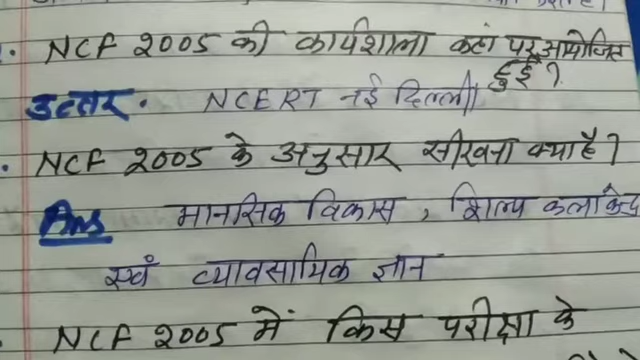 NCF 2005 की कार्यशाला कहां पर आयोजित
हुई ?
उत्तर. NCERT नई दिल्ली।
NCF 2005 के अनुसार सीखना क्या है ?
Ans मानसिक विकास, शिल्प कला केंद्र
एवं व्यावसायिक ज्ञान
NCF 2005 में किस परीक्षा के